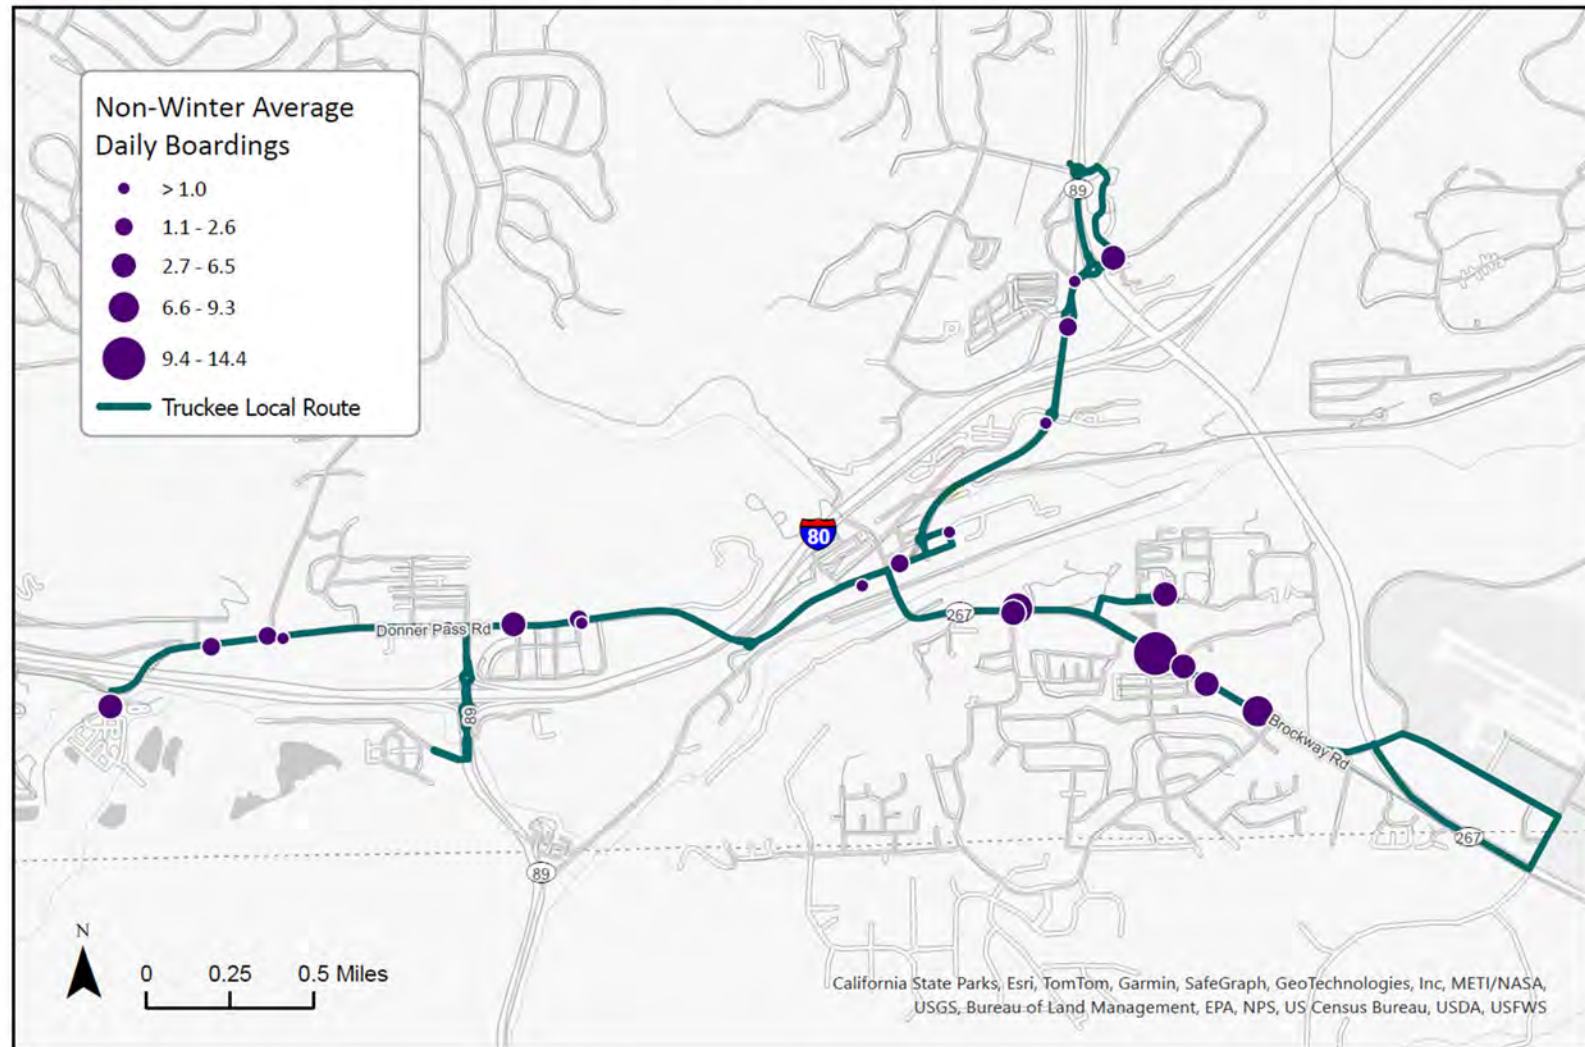 Non-Winter Average
Daily Boardings
> 1.0
1.1 - 2.6
2.7 - 6.5
6.6 - 9.3
9.4 - 14.4
Truckee Local Route
89
80
267
Donner Pass Rd
89
Brockway Rd
267
89
N
0 0.25 0.5 Miles
California State Parks, Esri, TomTom, Garmin, SafeGraph, GeoTechnologies, Inc, METI/NASA,
USGS, Bureau of Land Management, EPA, NPS, US Census Bureau, USDA, USFWS